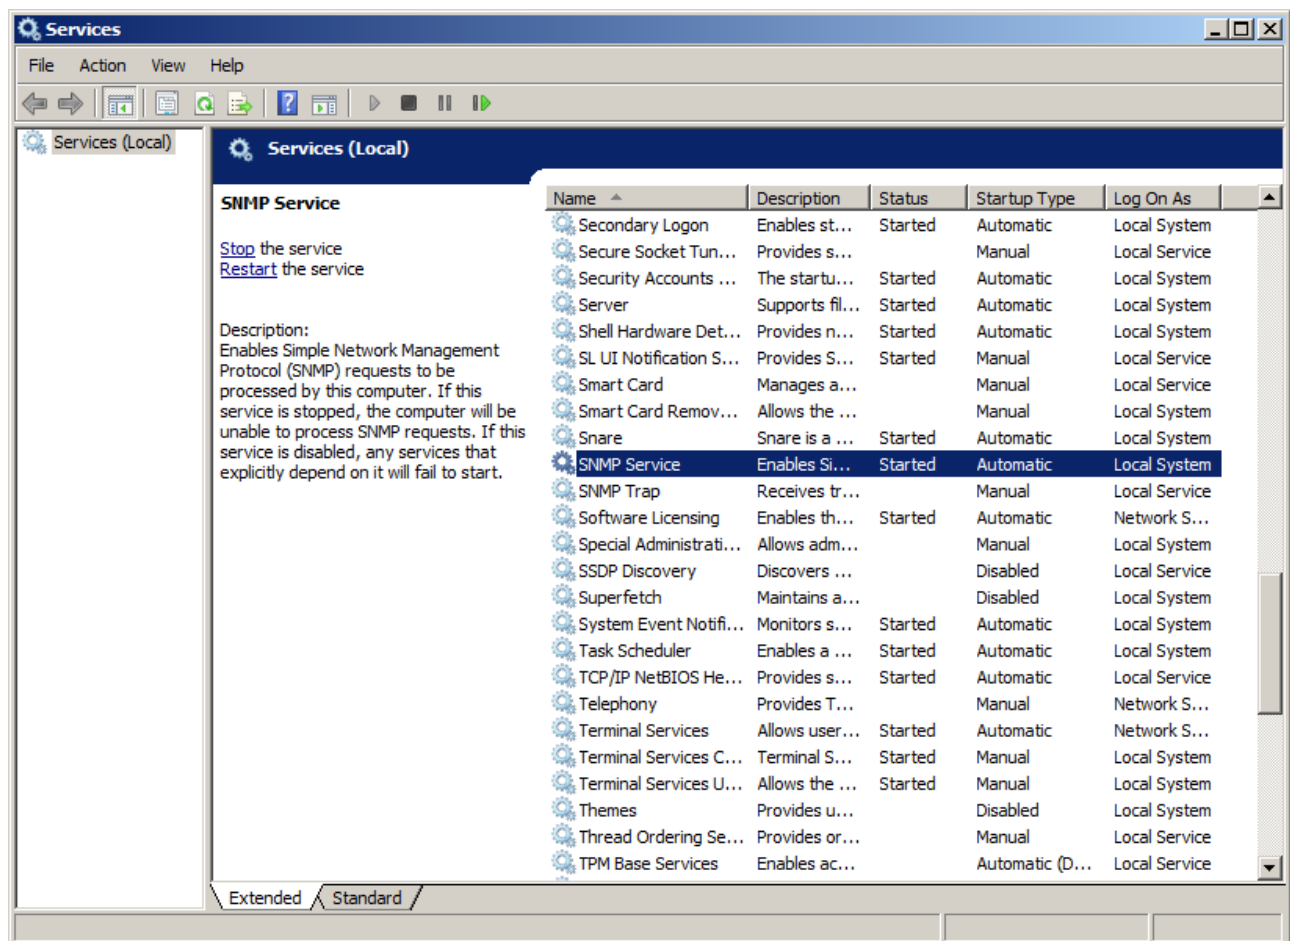 Services
File Action View Help
Services (Local)
Services (Local)
SNMP Service
Stop the service
Restart the service
Description:
Enables Simple Network Management
Protocol (SNMP) requests to be
processed by this computer. If this
service is stopped, the computer will be
unable to process SNMP requests. If this
service is disabled, any services that
explicitly depend on it will fail to start.
Name Description Status Startup Type Log On As
Secondary Logon Enables st... Started Automatic Local System
Secure Socket Tun... Provides s... Manual Local Service
Security Accounts ... The startu... Started Automatic Local System
Server Supports fil... Started Automatic Local System
Shell Hardware Det... Provides n... Started Automatic Local System
SL UI Notification S... Provides S... Started Manual Local Service
Smart Card Manages a... Manual Local Service
Smart Card Remov... Allows the ... Manual Local System
Snare Snare is a ... Started Automatic Local System
SNMP Service Enables Si... Started Automatic Local System
SNMP Trap Receives tr... Manual Local Service
Software Licensing Enables th... Started Automatic Network S...
Special Administrati... Allows adm... Manual Local System
SSDP Discovery Discovers ... Disabled Local Service
Superfetch Maintains a... Disabled Local System
System Event Notifi... Monitors s... Started Automatic Local System
Task Scheduler Enables a ... Started Automatic Local System
TCP/IP NetBIOS He... Provides s... Started Automatic Local Service
Telephony Provides T... Manual Network S...
Terminal Services Allows user... Started Automatic Network S...
Terminal Services C... Terminal S... Started Manual Local System
Terminal Services U... Allows the ... Started Manual Local System
Themes Provides u... Disabled Local System
Thread Ordering Se... Provides or... Manual Local Service
TPM Base Services Enables ac... Automatic (D... Local Service
Extended Standard